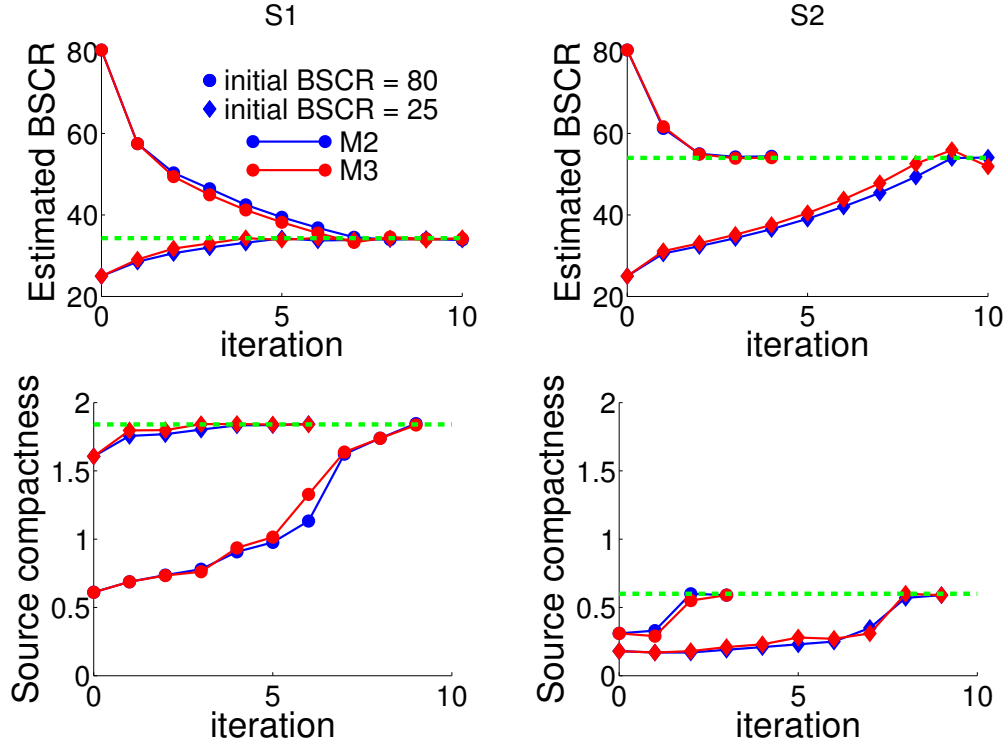 S1
Estimated BSCR
80
60
40
20
0
5
10
iteration
initial BSCR = 80
initial BSCR = 25
M2
M3
S2
Estimated BSCR
80
60
40
20
0
5
10
iteration
Source compactness
2
1.5
1
0.5
0
0
5
10
iteration
Source compactness
2
1.5
1
0.5
0
0
5
10
iteration